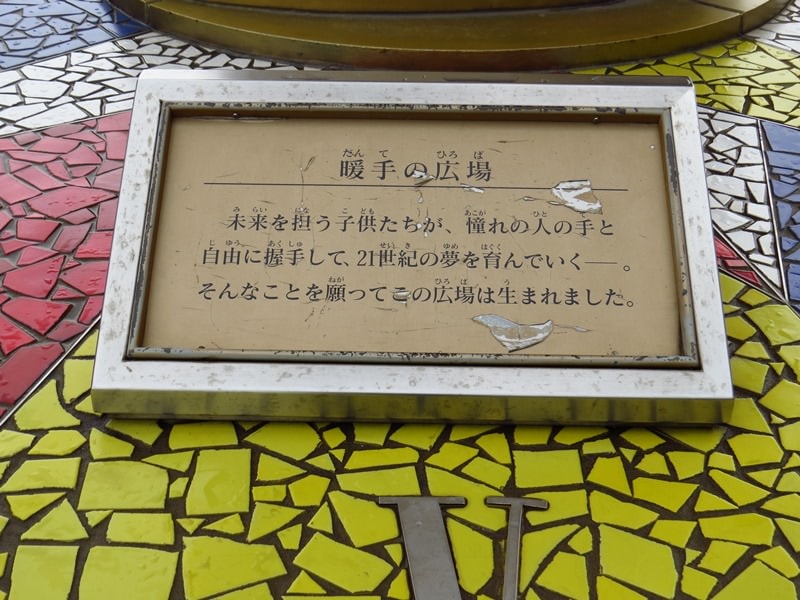 暖手の広場
未来を担う子供たちが、憧れの人の手と
自由に握手して、21世紀の夢を育んでいく──。
そんなことを願ってこの広場は生まれました。
V